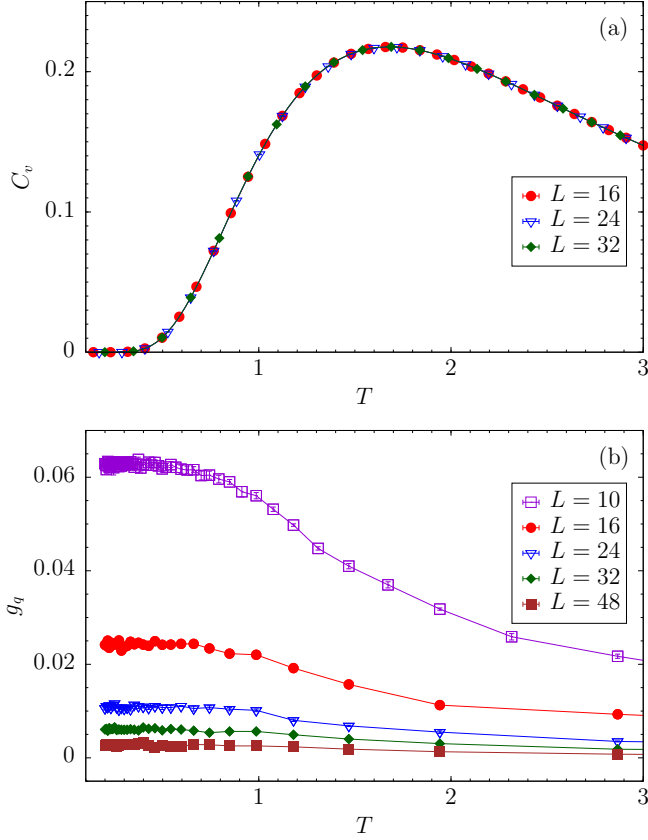 (a)
0.2
0.1
0
C_v
L = 16
L = 24
L = 32
1
2
3
T
(b)
0.06
0.04
0.02
0
g_q
L = 10
L = 16
L = 24
L = 32
L = 48
1
2
3
T